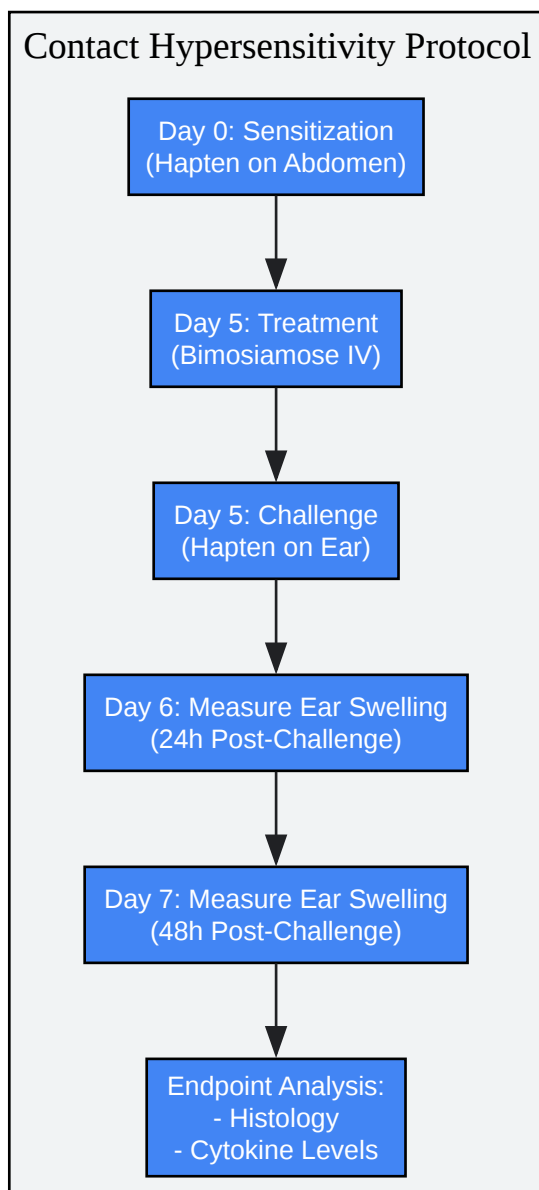 Contact Hypersensitivity Protocol
Day 0: Sensitization
(Hapten on Abdomen)
Day 5: Treatment
(Bimosiamose IV)
Day 5: Challenge
(Hapten on Ear)
Day 6: Measure Ear Swelling
(24h Post-Challenge)
Day 7: Measure Ear Swelling
(48h Post-Challenge)
Endpoint Analysis:
- Histology
- Cytokine Levels